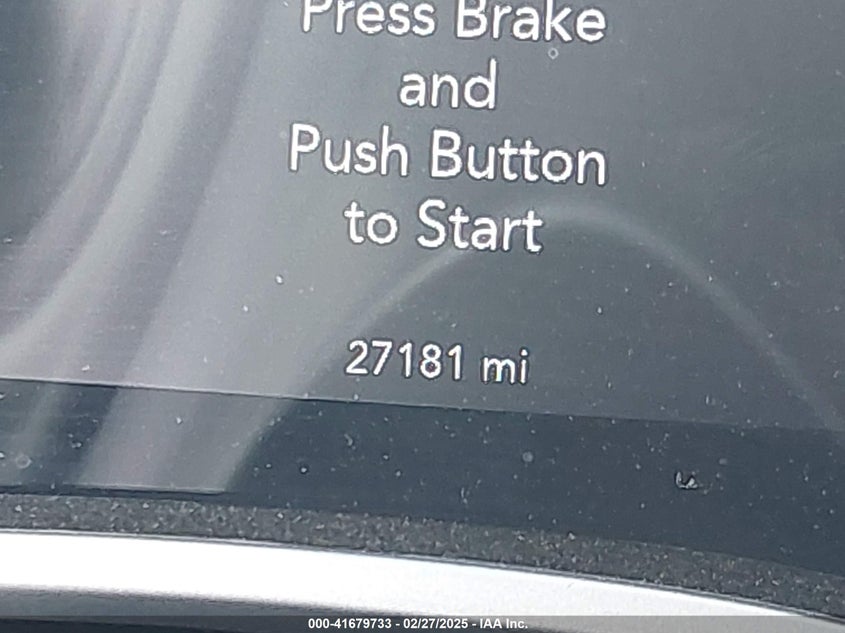 Press Brake
and
Push Button
to Start
27181 mi
000-41679733 - 02/27/2025 - IAA Inc.